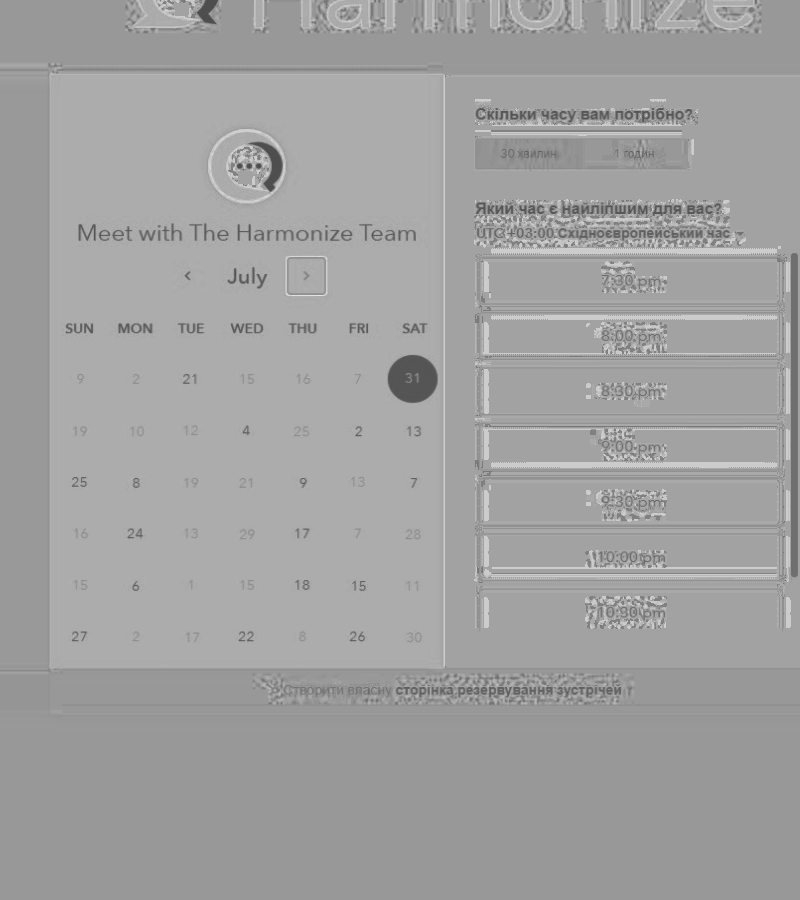 Harmonize
Meet with The Harmonize Team
July
SUN MON TUE WED THU FRI SAT
9 2 21 15 16 7 31
19 10 12 4 25 2 13
25 8 19 21 9 13 7
16 24 13 29 17 7 28
15 6 1 15 18 15 11
27 2 17 22 8 26 30
Скільки часу вам потрібно?
30 хвилин 1 годин
Який час є найліпшим для вас?
UTC+03:00 Східноєвропейський час
7:30 pm
8:00 pm
8:30 pm
9:00 pm
9:30 pm
10:00 pm
10:30 pm
Створити власну сторінка резервування зустрічей